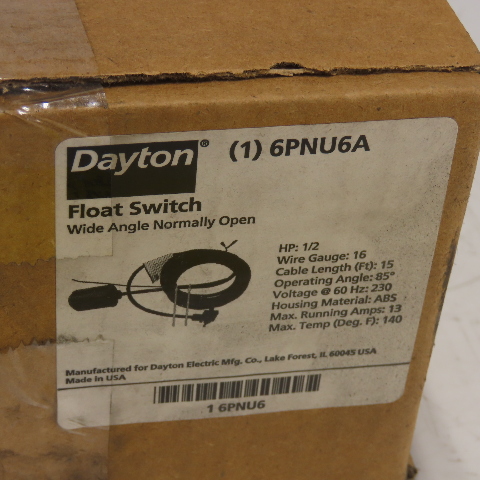 Dayton® (1) 6PNU6A
Float Switch
Wide Angle Normally Open
HP: 1/2
Wire Gauge: 16
Cable Length (Ft): 15
Operating Angle: 85°
Voltage @ 60 Hz: 230
Housing Material: ABS
Max. Running Amps: 13
Max. Temp (Deg. F): 140
Manufactured for Dayton Electric Mfg. Co., Lake Forest, IL 60045 USA
Made in USA
1 6PNU6